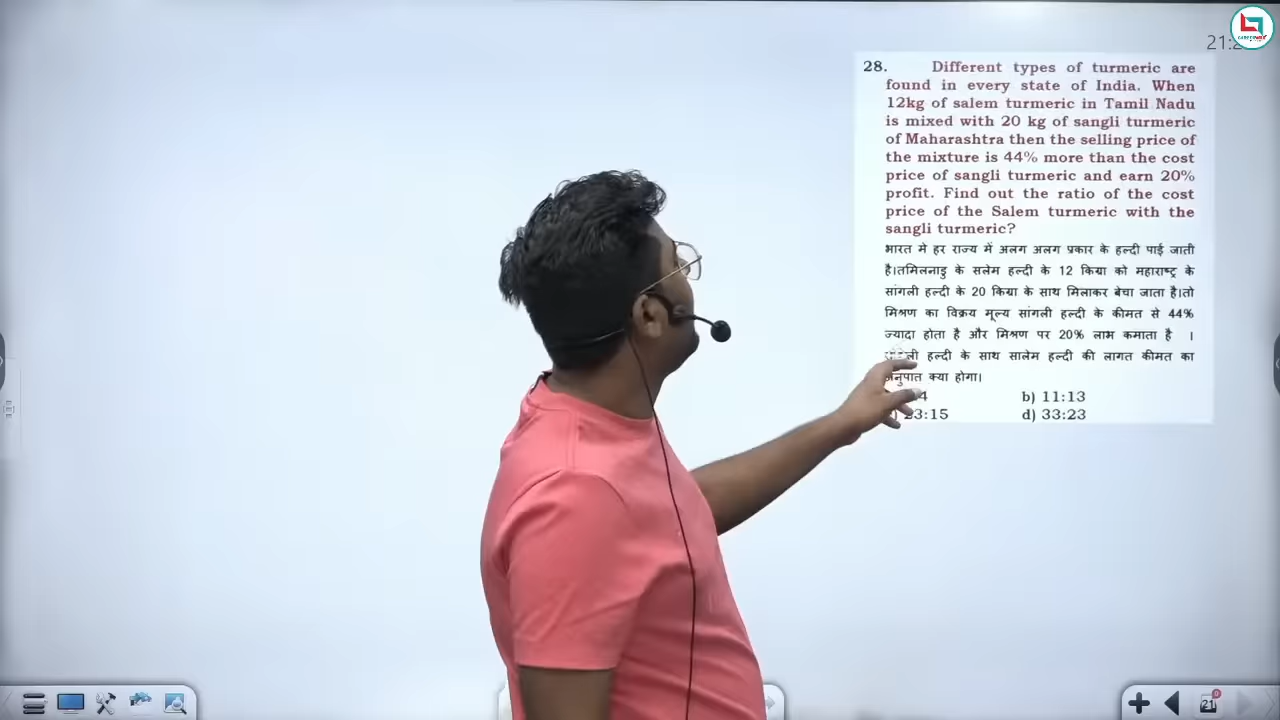 28. Different types of turmeric are
found in every state of India. When
12kg of salem turmeric in Tamil Nadu
is mixed with 20 kg of sangli turmeric
of Maharashtra then the selling price of
the mixture is 44% more than the cost
price of sangli turmeric and earn 20%
profit. Find out the ratio of the cost
price of the Salem turmeric with the
sangli turmeric?
भारत मे हर राज्य में अलग अलग प्रकार के हल्दी पाई जाती
है।तमिलनाडु के सलेम हल्दी के 12 किग्रा को महाराष्ट्र के
सांगली हल्दी के 20 किग्रा के साथ मिलाकर बेचा जाता है।तो
मिश्रण का विक्रय मूल्य सांगली हल्दी के कीमत से 44%
ज्यादा होता है और मिश्रण पर 20% लाभ कमाता है ।
हल्दी के साथ सालेम हल्दी की लागत कीमत का
क्या होगा।
b) 11:13
d) 33:23
21